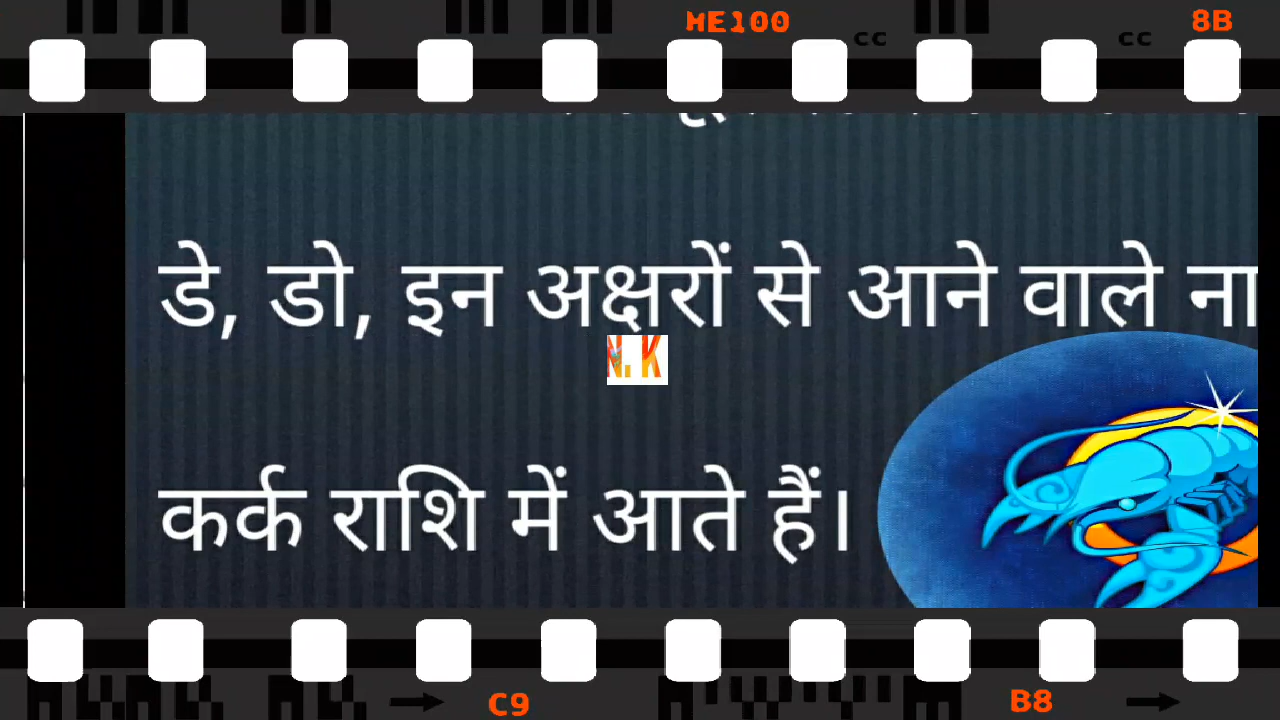 ME100
8B
cc
cc
डे, डो, इन अक्षरों से आने वाले ना
N. K
कर्क राशि में आते हैं।
C9
B8